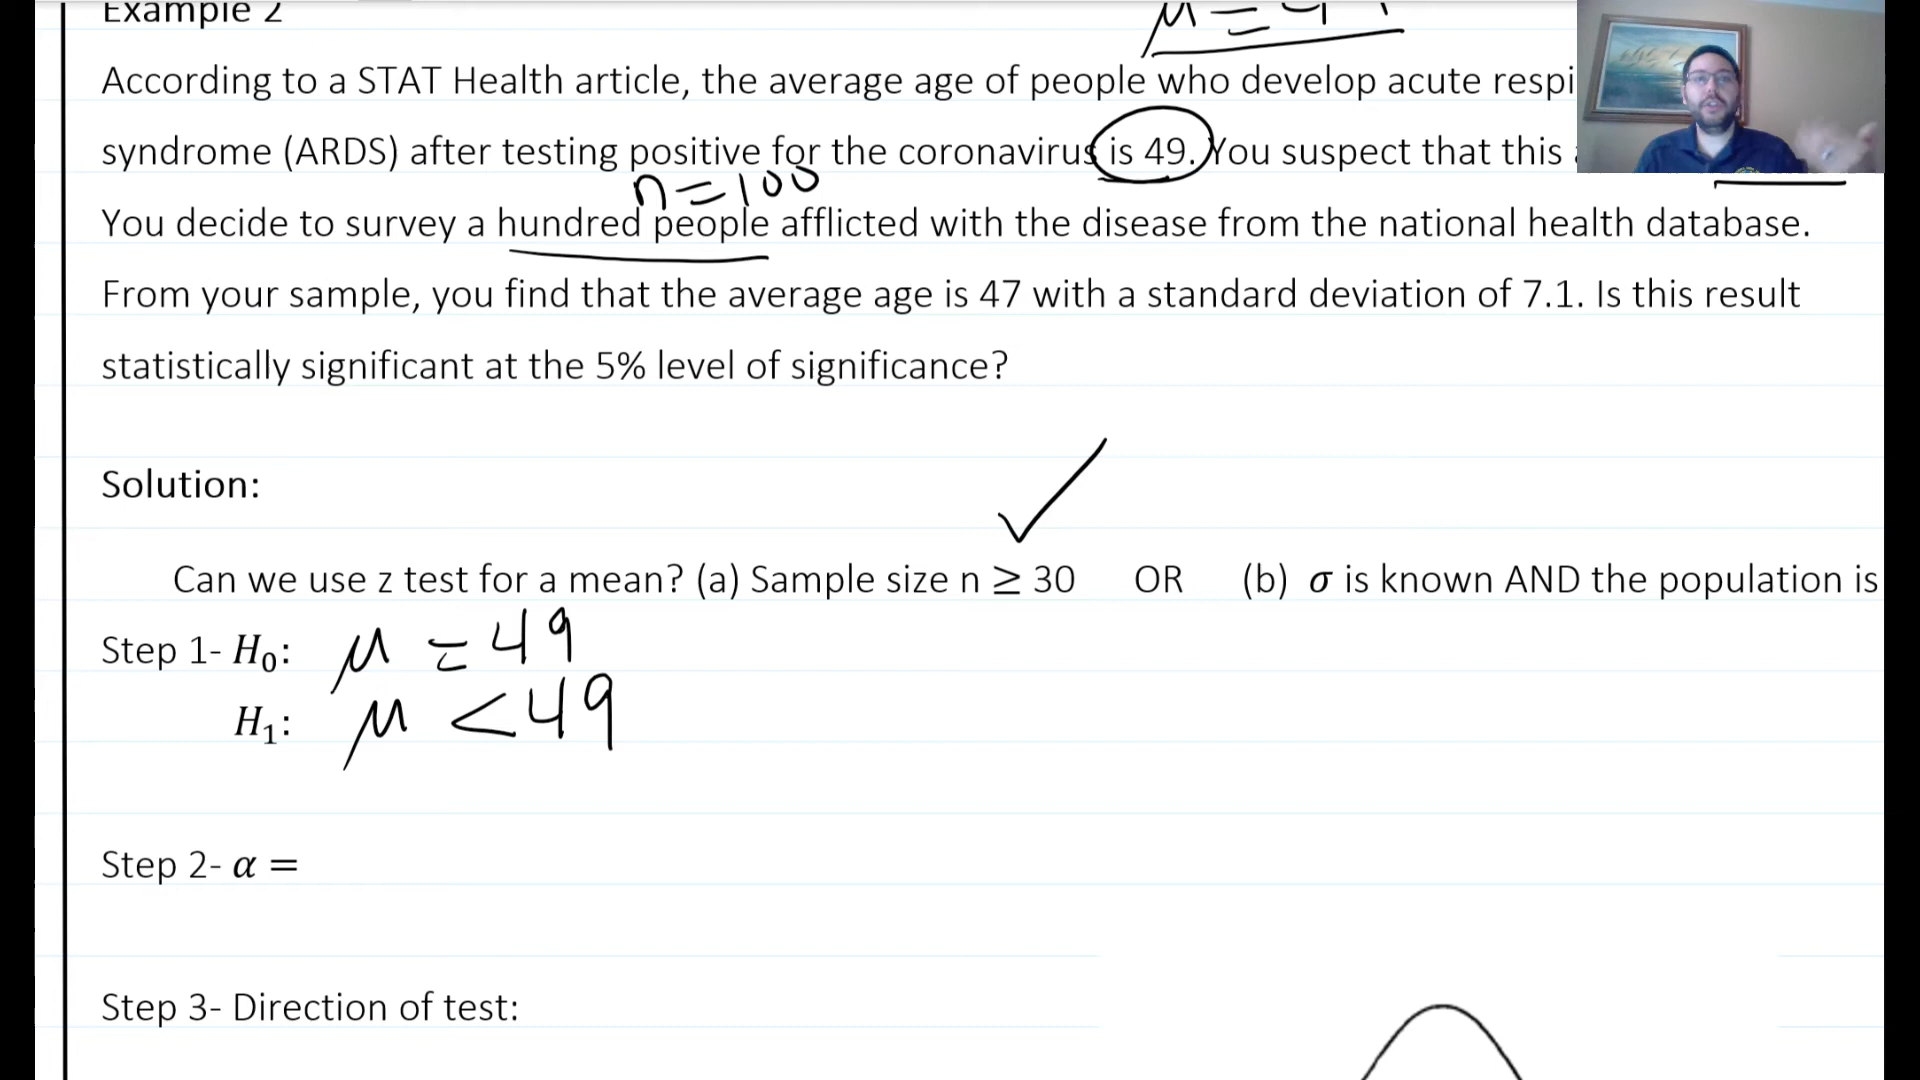 Example 2
μ = 49
According to a STAT Health article, the average age of people who develop acute respi
syndrome (ARDS) after testing positive for the coronavirus is 49. You suspect that this
n = 100
You decide to survey a hundred people afflicted with the disease from the national health database.
From your sample, you find that the average age is 47 with a standard deviation of 7.1. Is this result
statistically significant at the 5% level of significance?
Solution:
Can we use z test for a mean? (a) Sample size n ≥ 30 OR (b) σ is known AND the population is
Step 1- H₀: μ = 49
H₁: μ < 49
Step 2- α =
Step 3- Direction of test: